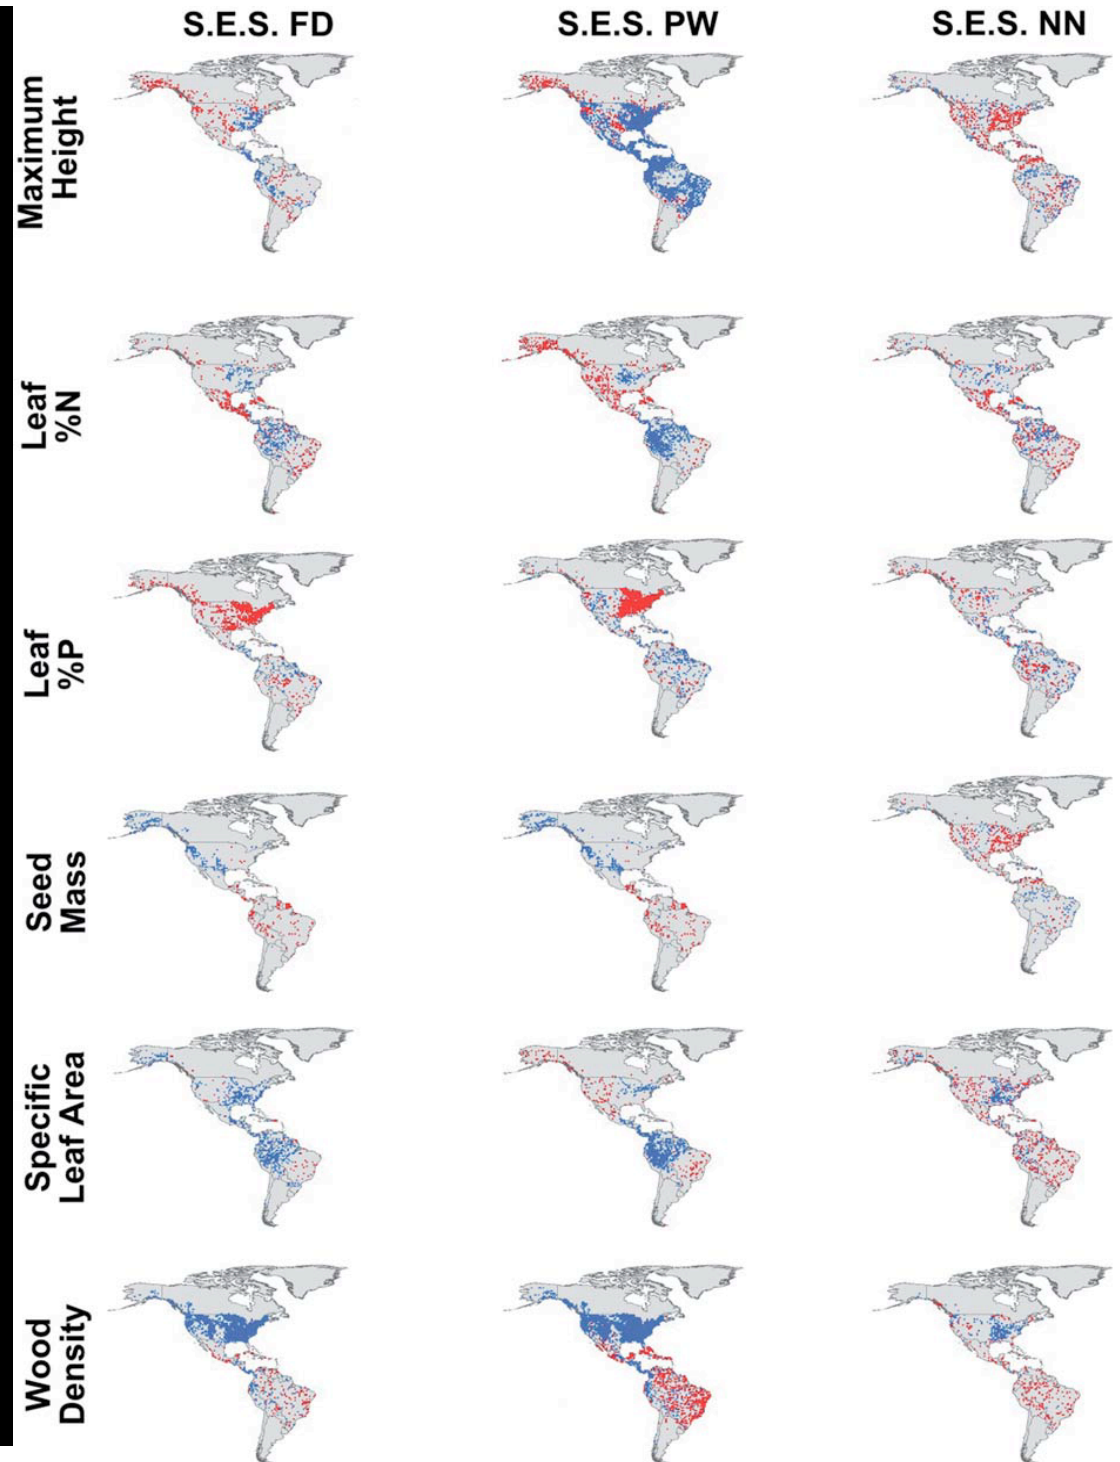 S.E.S. FD S.E.S. PW S.E.S. NN
Maximum
Height
Leaf
%N
Leaf
%P
Seed
Mass
Specific
Leaf Area
Wood
Density